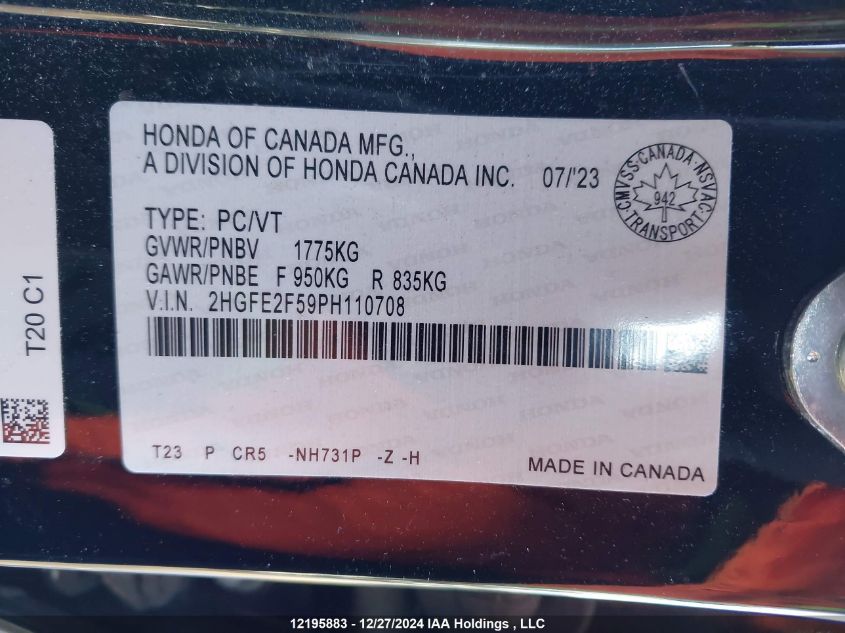 HONDA OF CANADA MFG.,
A DIVISION OF HONDA CANADA INC. 07/'23
CMVSS·CANADA·NSVAC·TRANSPORT·
942
TYPE: PC/VT
GVWR/PNBV 1775KG
GAWR/PNBE F 950KG R 835KG
V.I.N. 2HGFE2F59PH110708
T23 P CR5 -NH731P -Z -H
MADE IN CANADA
T20 C1
12195883 - 12/27/2024 IAA Holdings , LLC